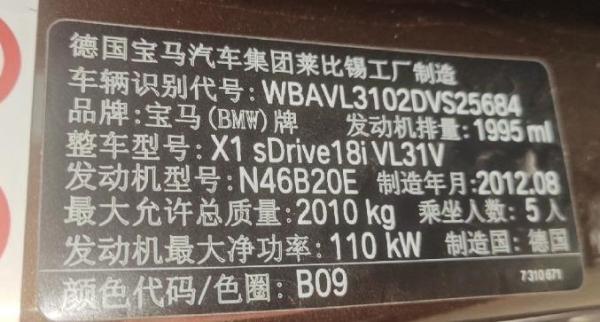 德国宝马汽车集团莱比锡工厂制造
车辆识别代号:WBAVL3102DVS25684
品牌:宝马(BMW)牌 发动机排量:1995 ml
整车型号:X1 sDrive18i VL31V
发动机型号:N46B20E 制造年月:2012.08
最大允许总质量:2010 kg 乘坐人数:5人
发动机最大净功率:110 kW 制造国:德国
颜色代码/色圈:B09 7310671